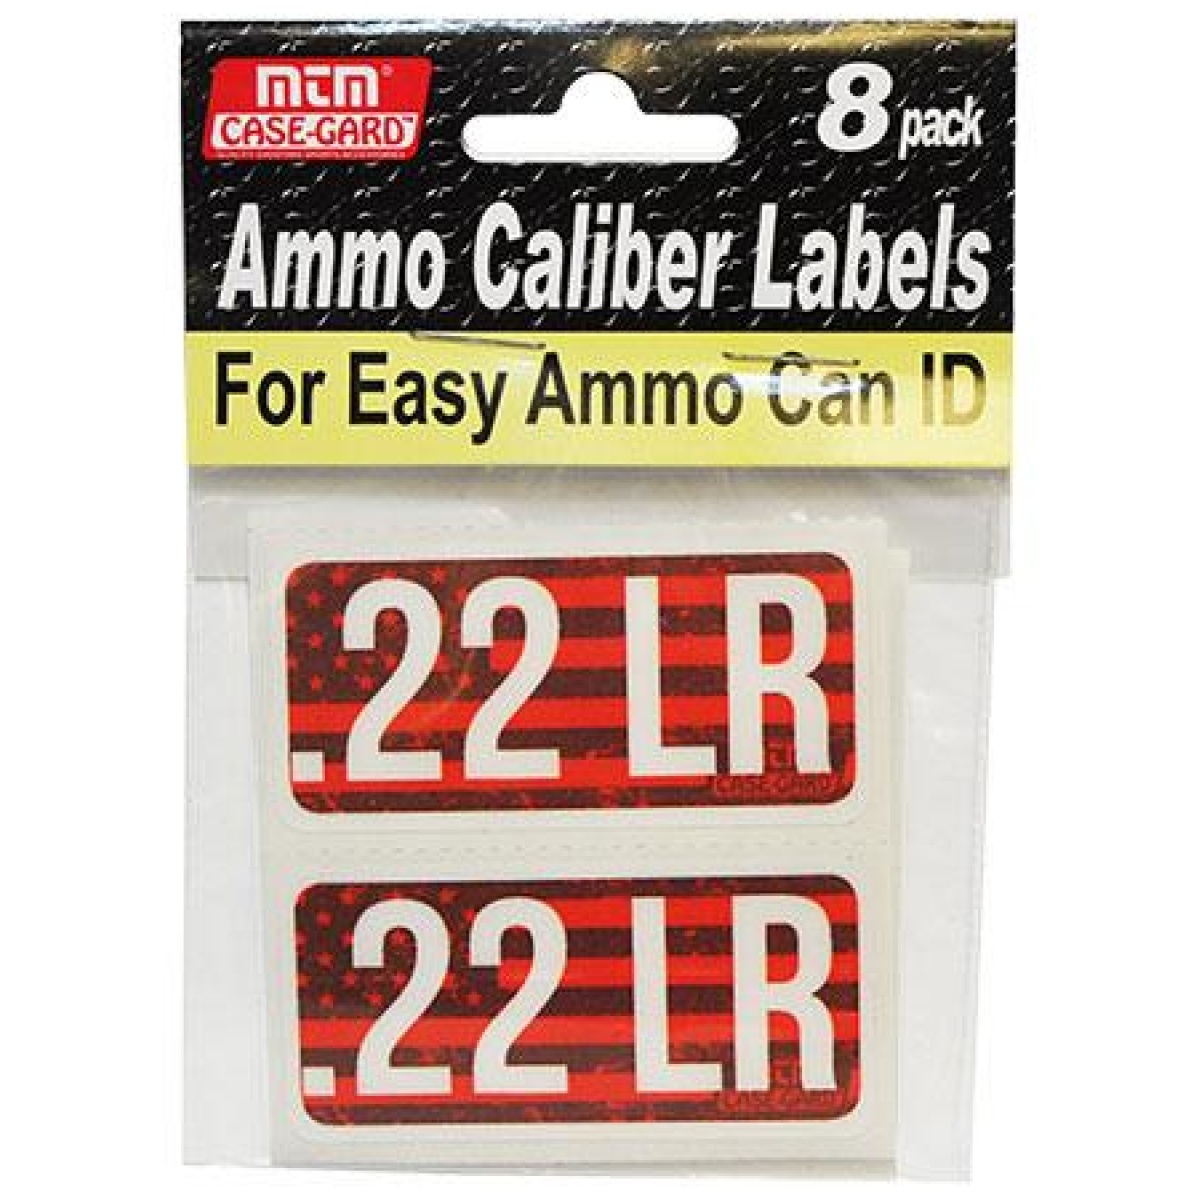 mtm®
CASE-GARD™
8 pack
Ammo Caliber Labels
For Easy Ammo Can ID
.22 LR
CASE-GARD
.22 LR
CASE-GARD